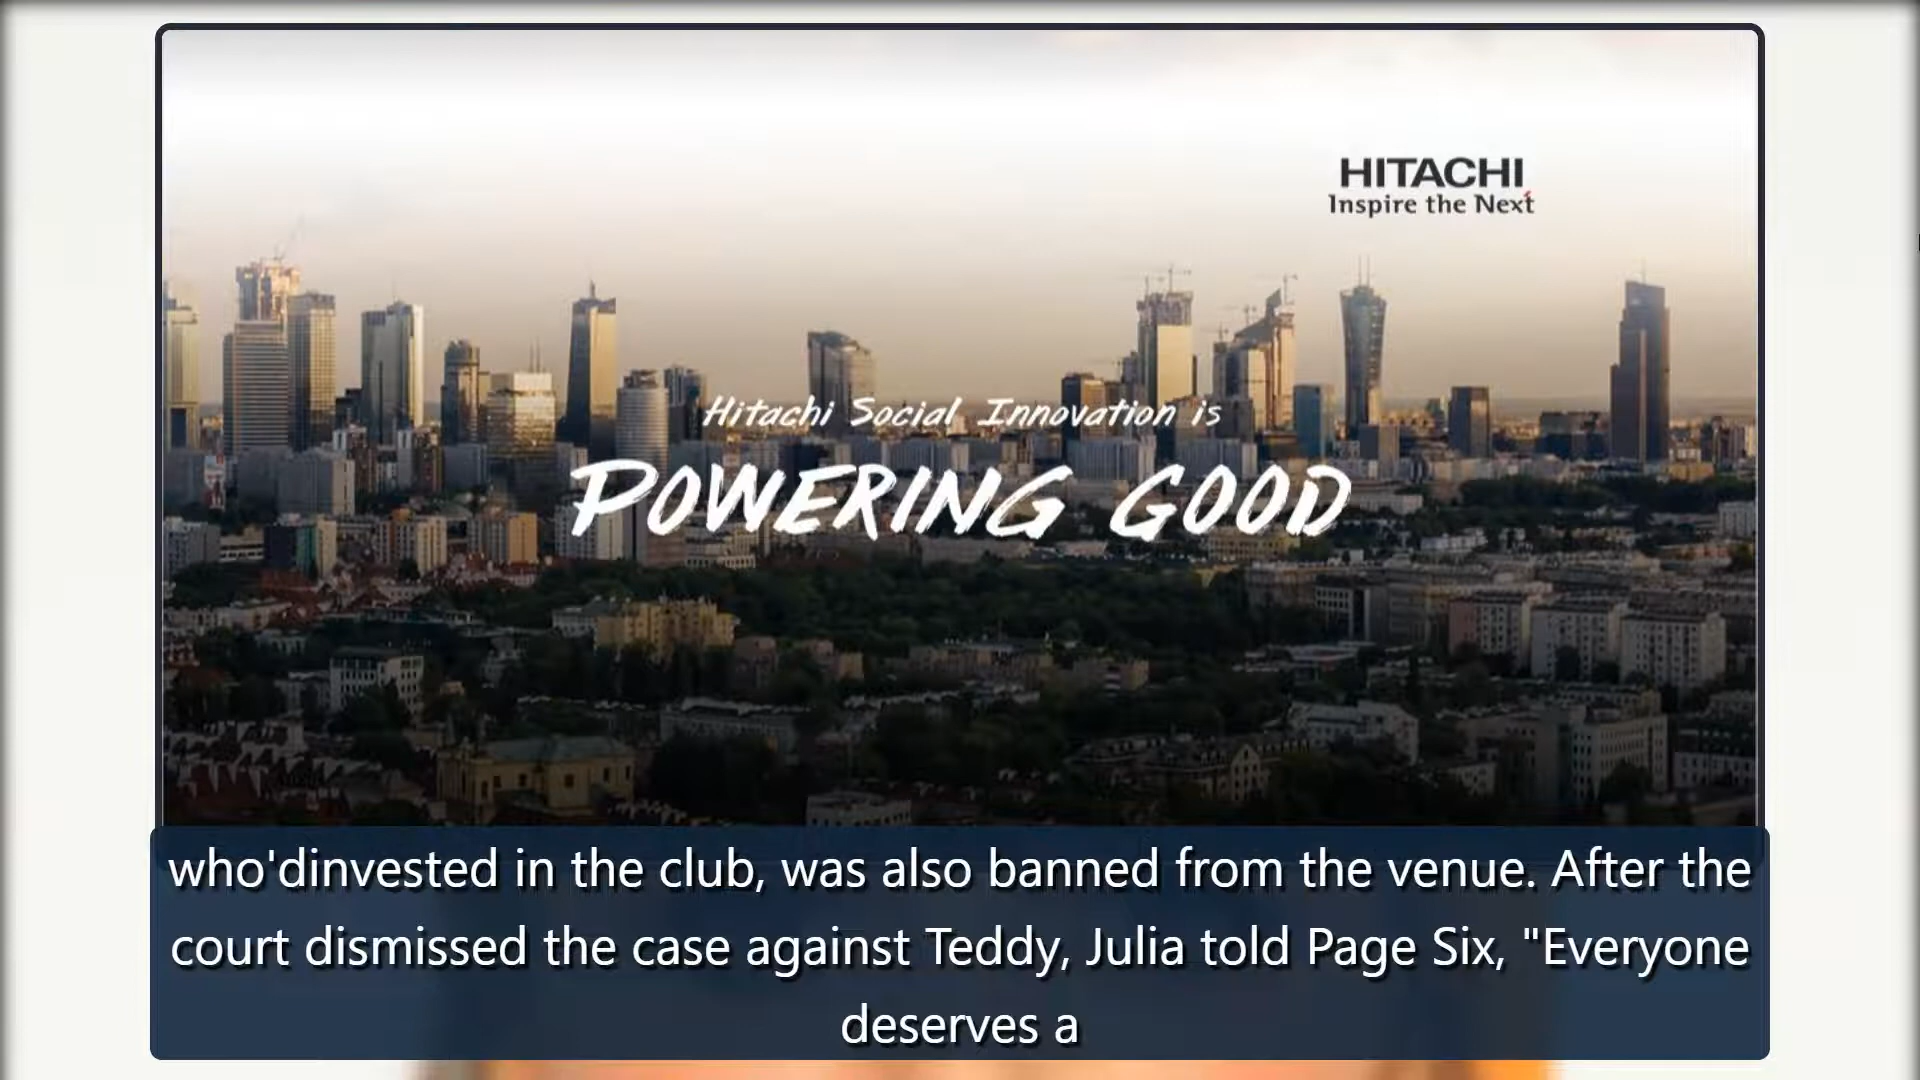 HITACHI
Inspire the Next
Hitachi Social Innovation is
POWERING GOOD
who'dinvested in the club, was also banned from the venue. After the
court dismissed the case against Teddy, Julia told Page Six, "Everyone
deserves a